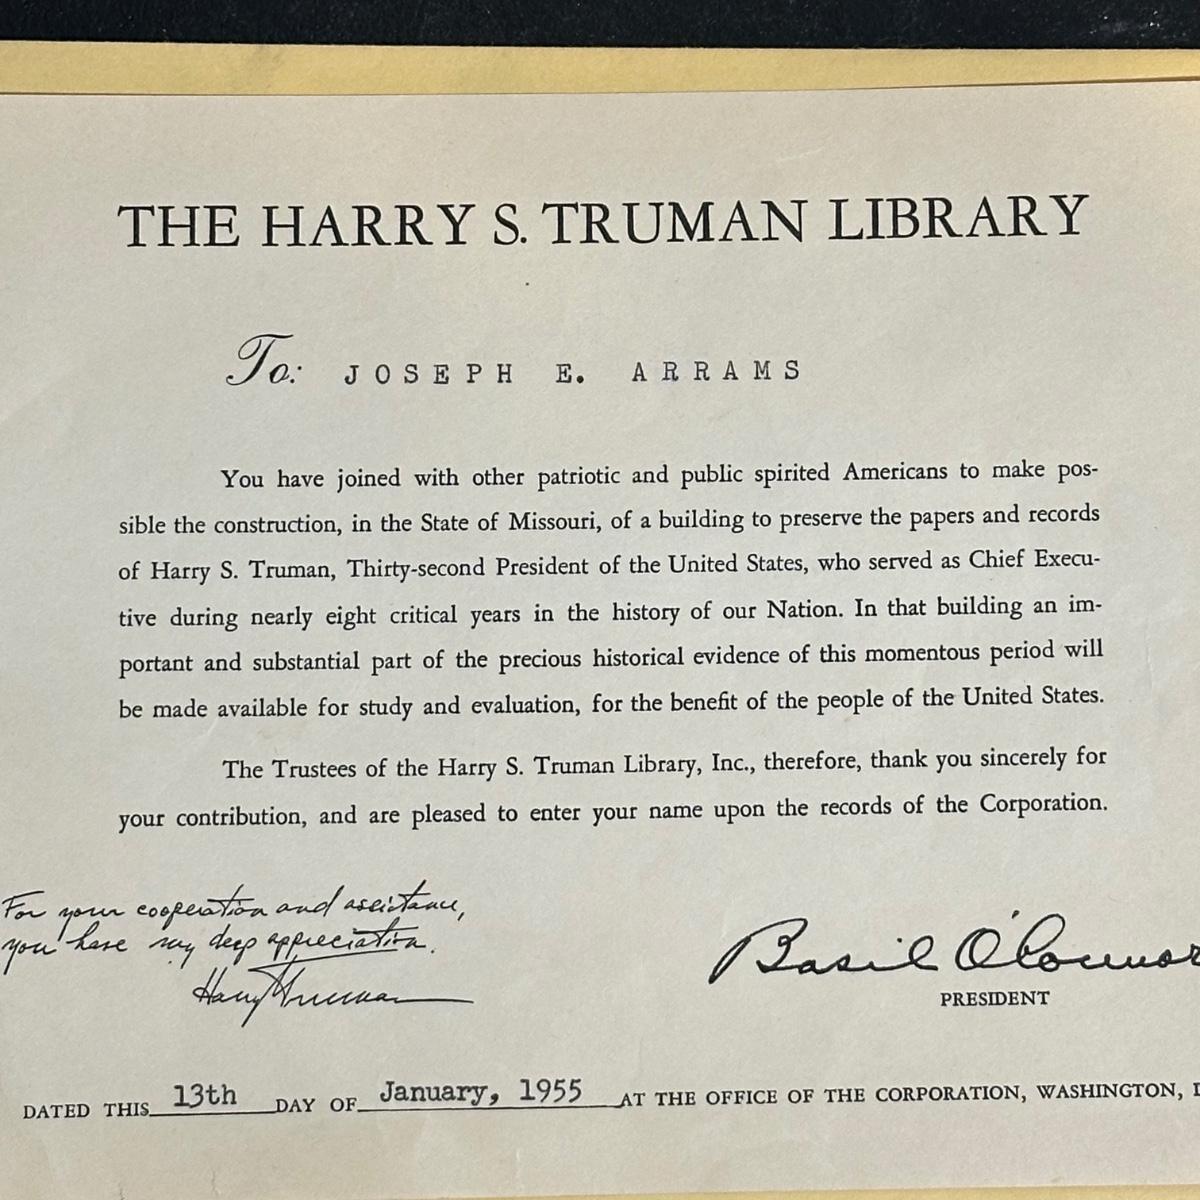 THE HARRY S. TRUMAN LIBRARY
To: JOSEPH E. ARRAMS
You have joined with other patriotic and public spirited Americans to make pos-
sible the construction, in the State of Missouri, of a building to preserve the papers and records
of Harry S. Truman, Thirty-second President of the United States, who served as Chief Execu-
tive during nearly eight critical years in the history of our Nation. In that building an im-
portant and substantial part of the precious historical evidence of this momentous period will
be made available for study and evaluation, for the benefit of the people of the United States.
The Trustees of the Harry S. Truman Library, Inc., therefore, thank you sincerely for
your contribution, and are pleased to enter your name upon the records of the Corporation.
For your cooperation and assistance,
you have my deep appreciation.
Harry Truman
Basil O'Connor
PRESIDENT
DATED THIS 13th DAY OF January, 1955 AT THE OFFICE OF THE CORPORATION, WASHINGTON,